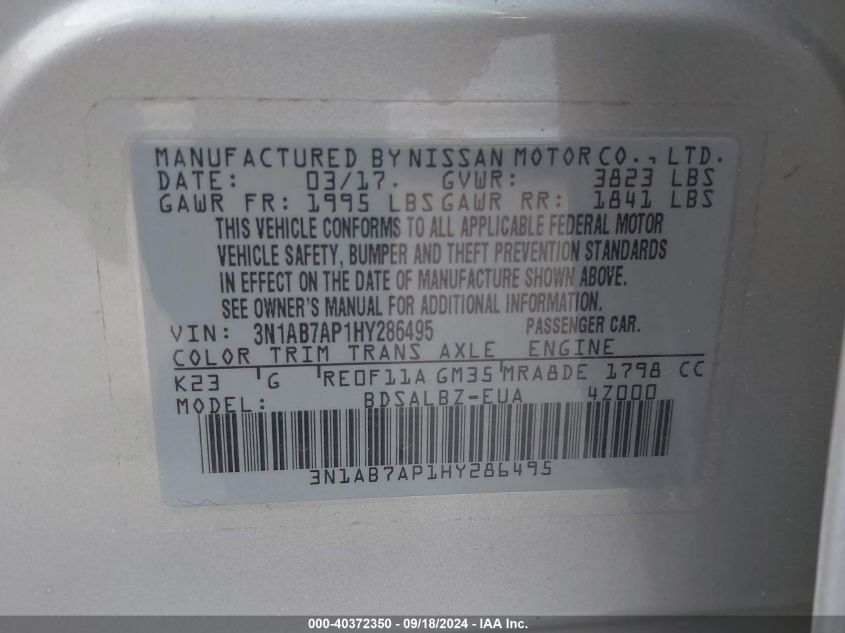 MANUFACTURED BY NISSAN MOTOR CO., LTD.
DATE: 03/17. GVWR: 3823 LBS
GAWR FR: 1995 LBS GAWR RR: 1841 LBS
THIS VEHICLE CONFORMS TO ALL APPLICABLE FEDERAL MOTOR
VEHICLE SAFETY, BUMPER AND THEFT PREVENTION STANDARDS
IN EFFECT ON THE DATE OF MANUFACTURE SHOWN ABOVE.
SEE OWNER'S MANUAL FOR ADDITIONAL INFORMATION.
VIN: 3N1AB7AP1HY286495 PASSENGER CAR.
COLOR TRIM TRANS AXLE ENGINE
K23 G RE0F11A GM35 MRA8DE 1798 CC
MODEL: BDSALBZ-EUA 4Z000
3N1AB7AP1HY286495
000-40372350 - 09/18/2024 - IAA Inc.